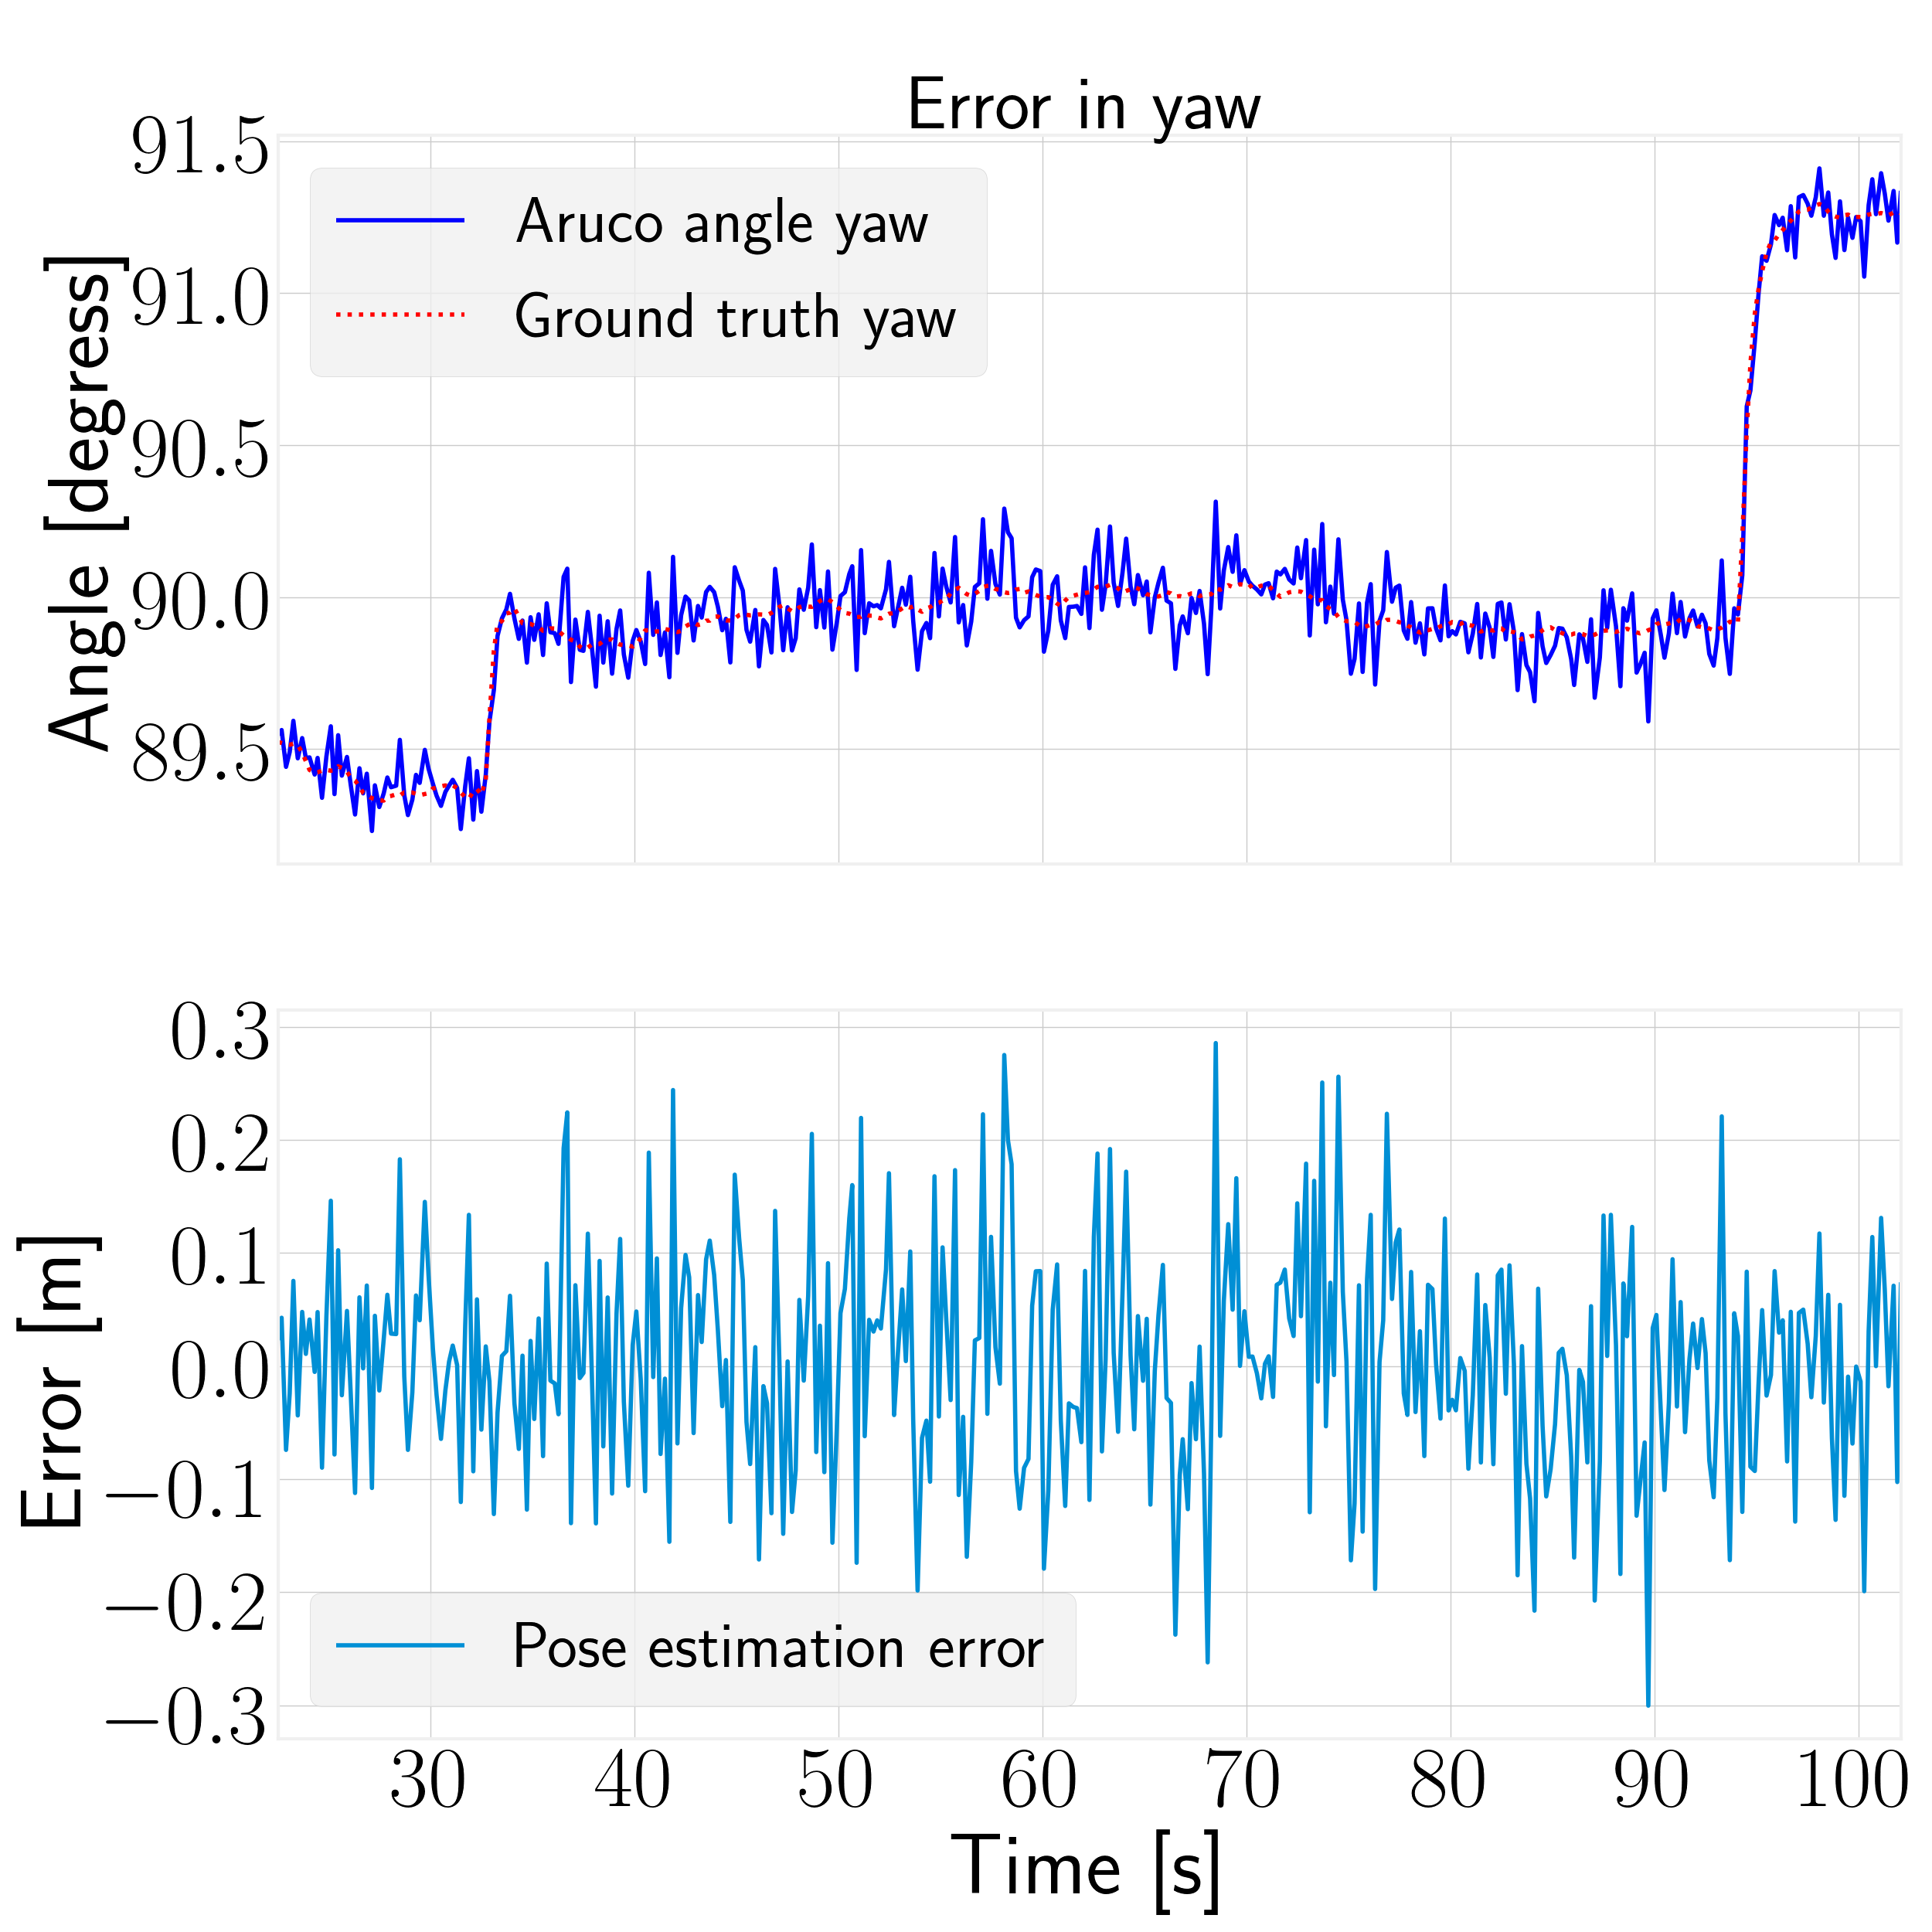 Error in yaw
91.5
91.0
90.5
90.0
89.5
Angle [degress]
Aruco angle yaw
Ground truth yaw
0.3
0.2
0.1
0.0
−0.1
−0.2
−0.3
Error [m]
Pose estimation error
30 40 50 60 70 80 90 100
Time [s]